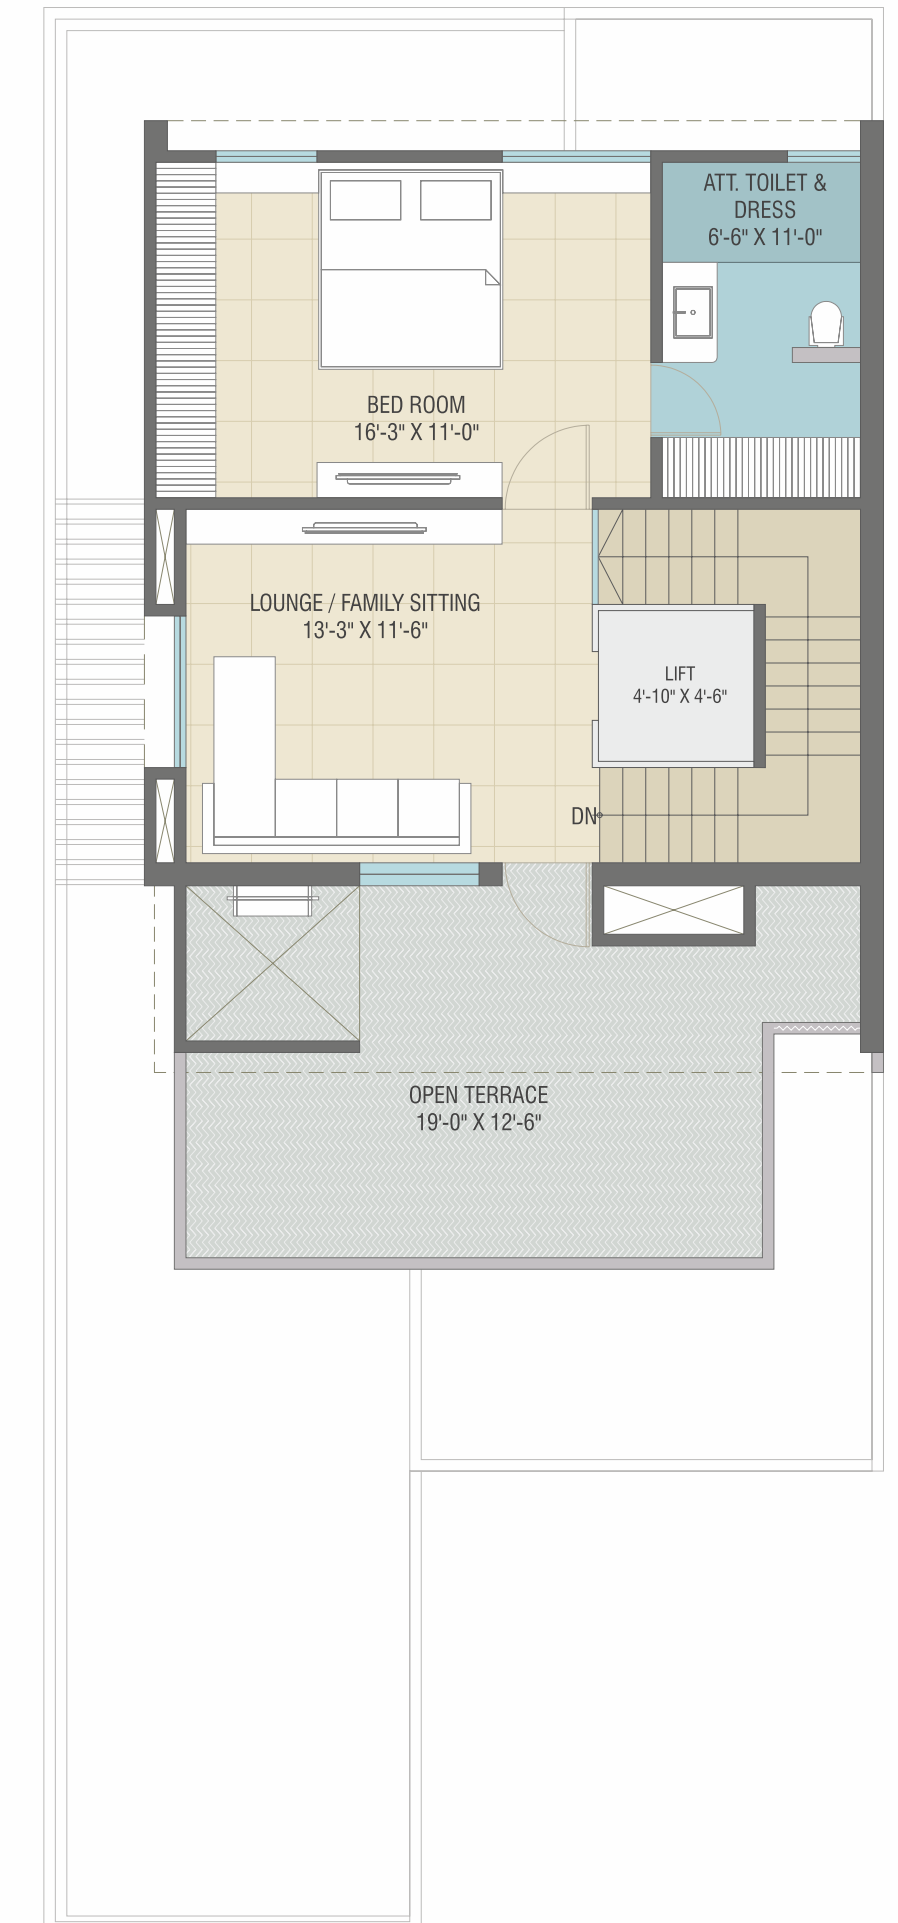 ATT. TOILET &
DRESS
6'-6" X 11'-0"
BED ROOM
16'-3" X 11'-0"
LOUNGE / FAMILY SITTING
13'-3" X 11'-6"
LIFT
4'-10" X 4'-6"
DN
OPEN TERRACE
19'-0" X 12'-6"